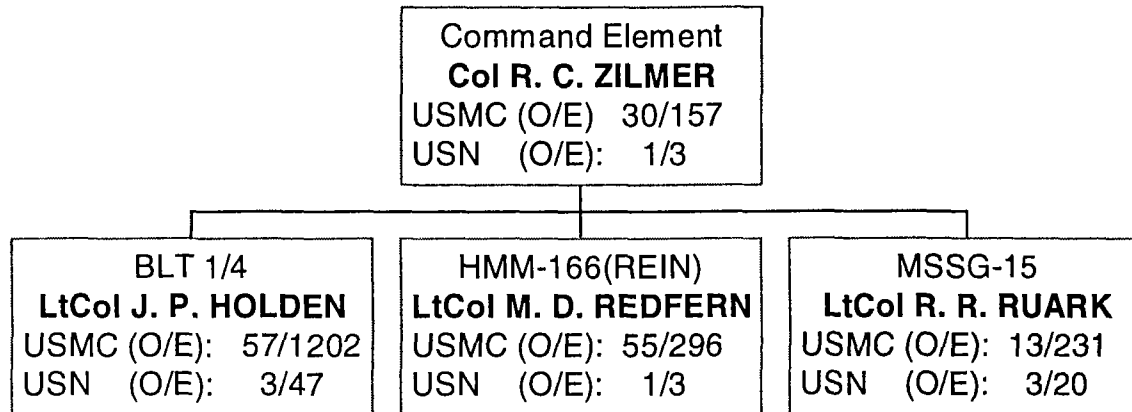 Command Element
Col R. C. ZILMER
USMC (O/E) 30/157
USN (O/E): 1/3
BLT 1/4
LtCol J. P. HOLDEN
USMC (O/E): 57/1202
USN (O/E): 3/47
HMM-166(REIN)
LtCol M. D. REDFERN
USMC (O/E): 55/296
USN (O/E): 1/3
MSSG-15
LtCol R. R. RUARK
USMC (O/E): 13/231
USN (O/E): 3/20